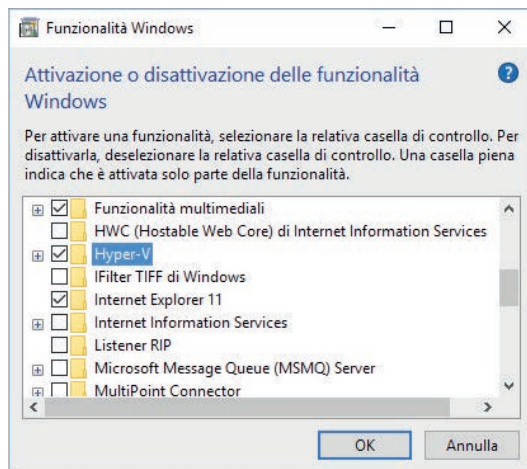 Funzionalità Windows
Attivazione o disattivazione delle funzionalità
Windows
Per attivare una funzionalità, selezionare la relativa casella di controllo. Per
disattivarla, deselezionare la relativa casella di controllo. Una casella piena
indica che è attivata solo parte della funzionalità.
Funzionalità multimediali
HWC (Hostable Web Core) di Internet Information Services
Hyper-V
IFilter TIFF di Windows
Internet Explorer 11
Internet Information Services
Listener RIP
Microsoft Message Queue (MSMQ) Server
MultiPoint Connector
OK Annulla